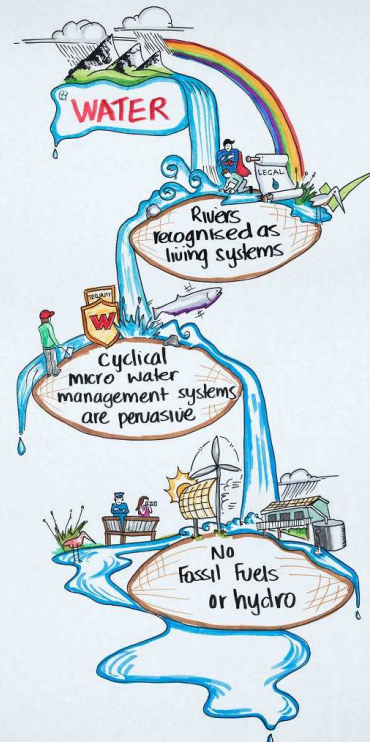 WATER
LEGAL
Rivers
recognised as
living systems
W
Cyclical
micro water
management systems
are pervasive
No
Fossil Fuels
or hydro